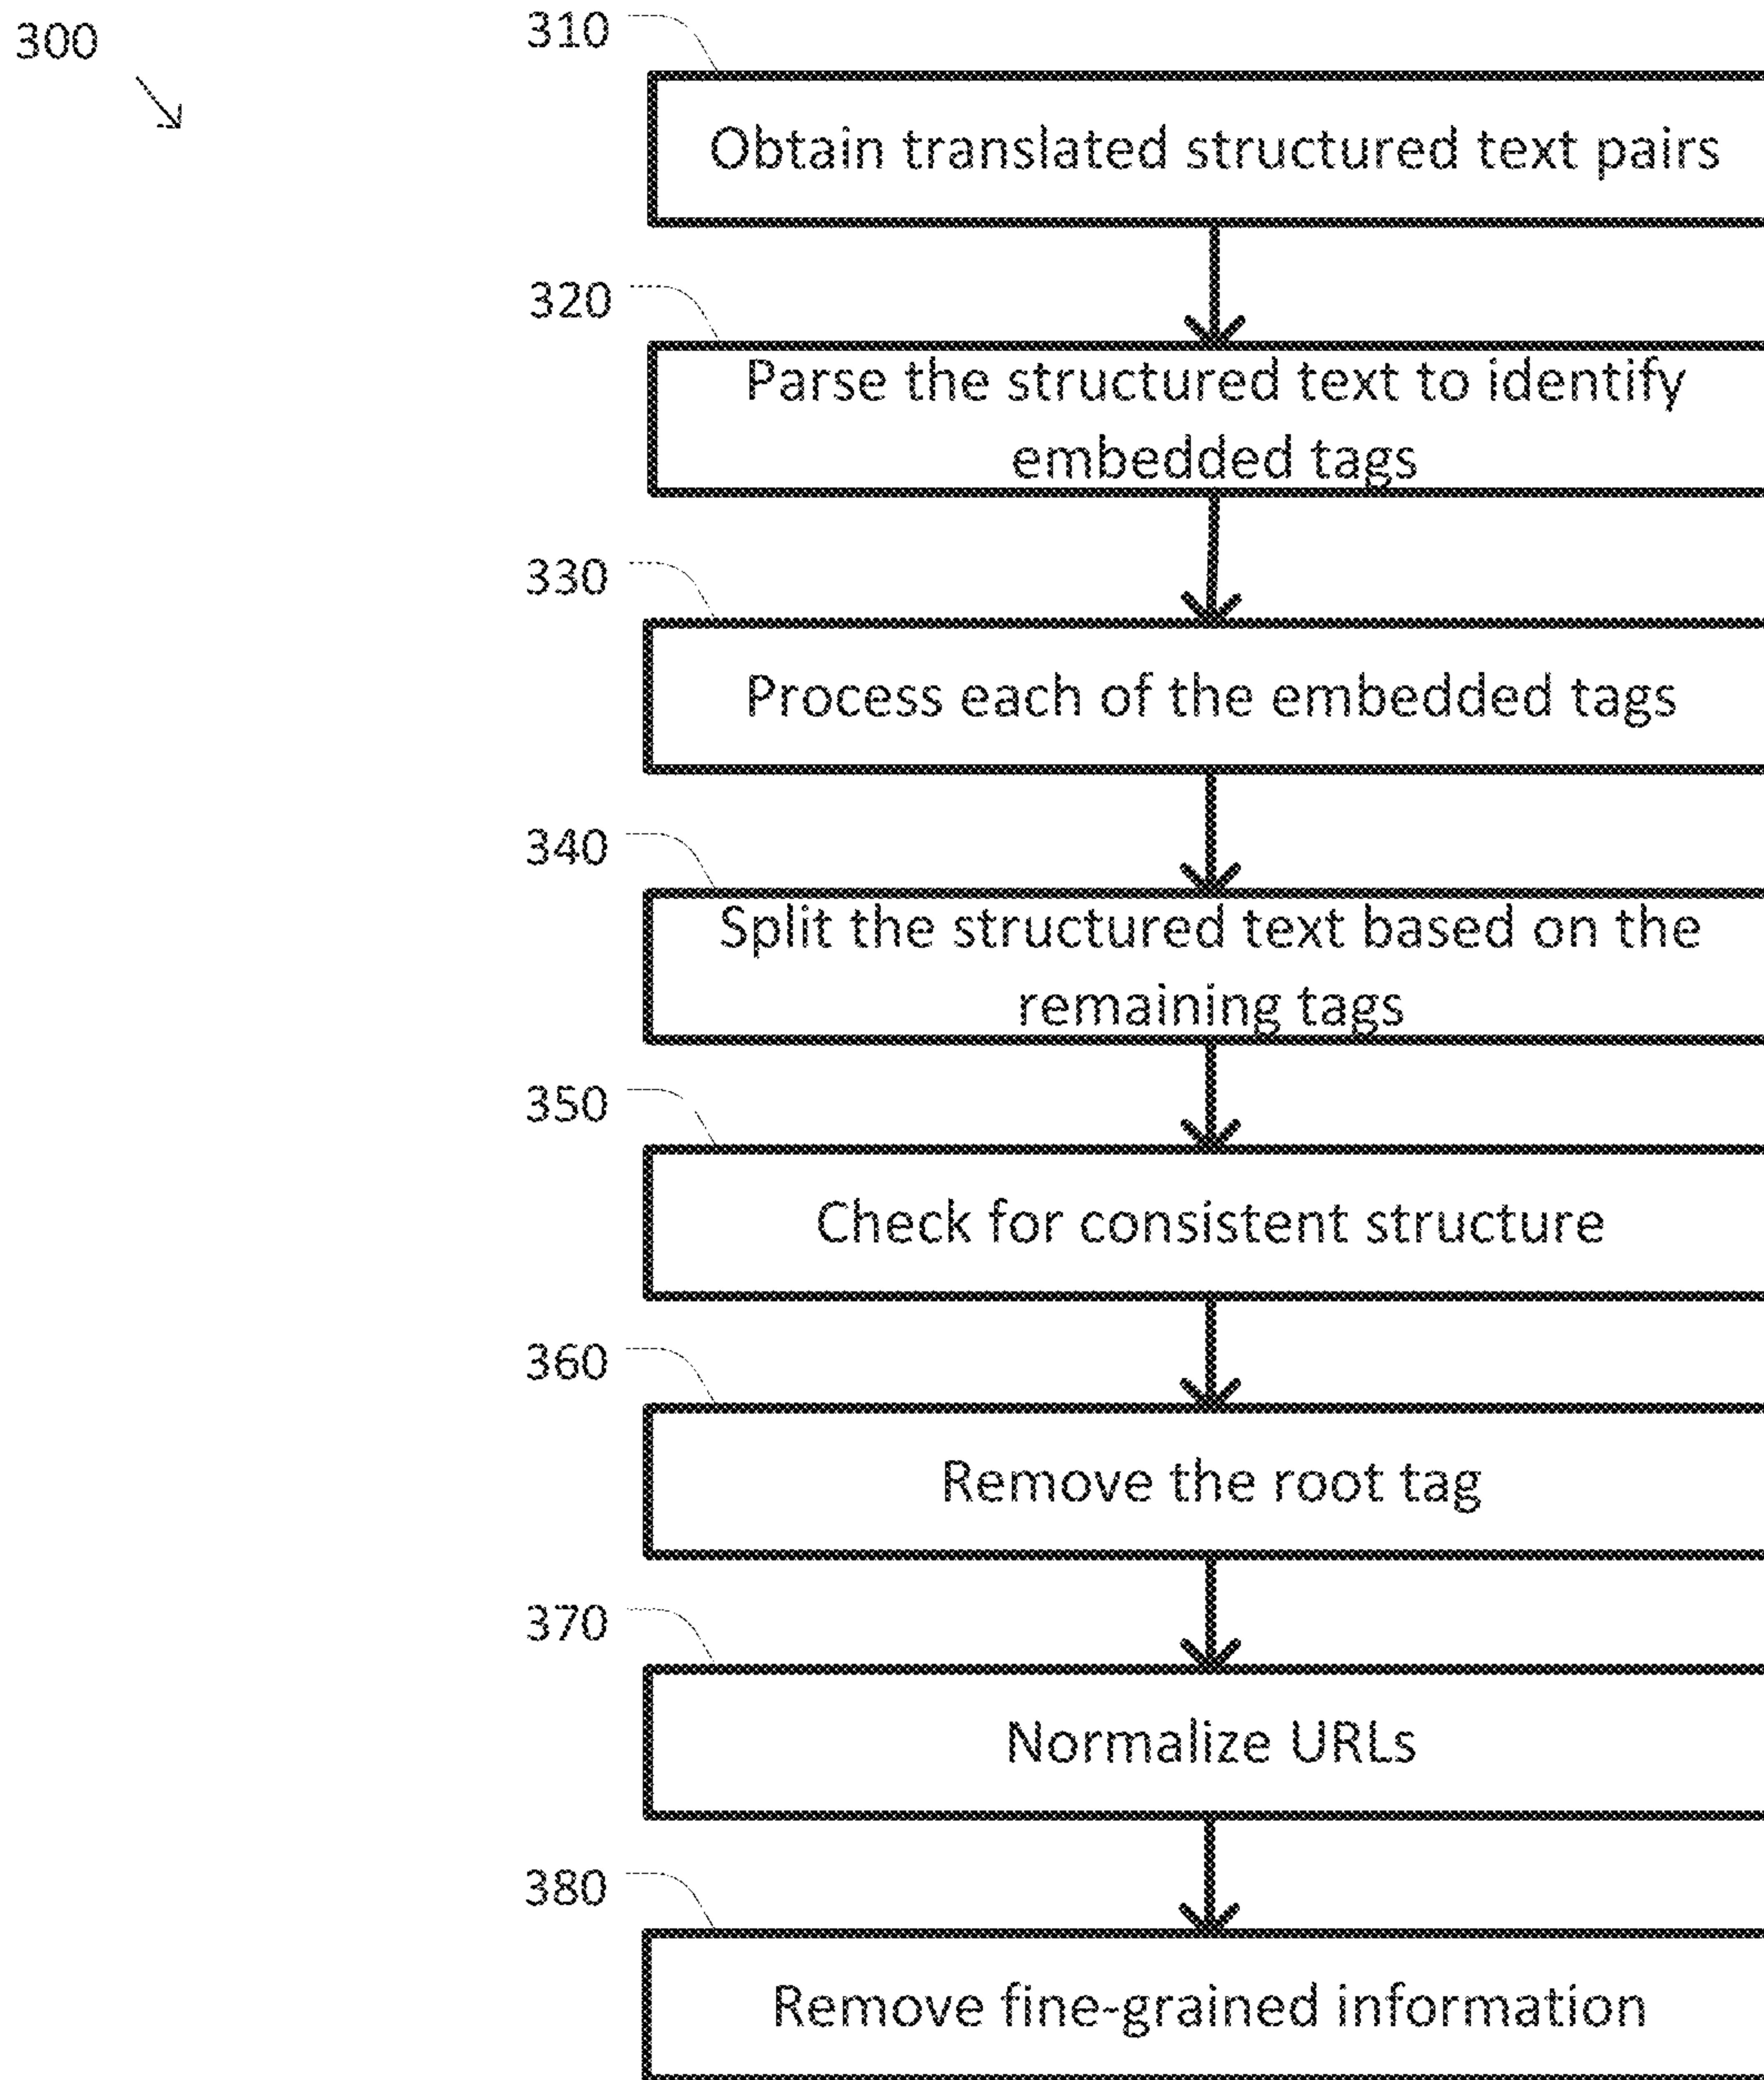 300
310
Obtain translated structured text pairs
320
Parse the structured text to identify
embedded tags
330
Process each of the embedded tags
340
Split the structured text based on the
remaining tags
350
Check for consistent structure
360
Remove the root tag
370
Normalize URLs
380
Remove fine-grained information